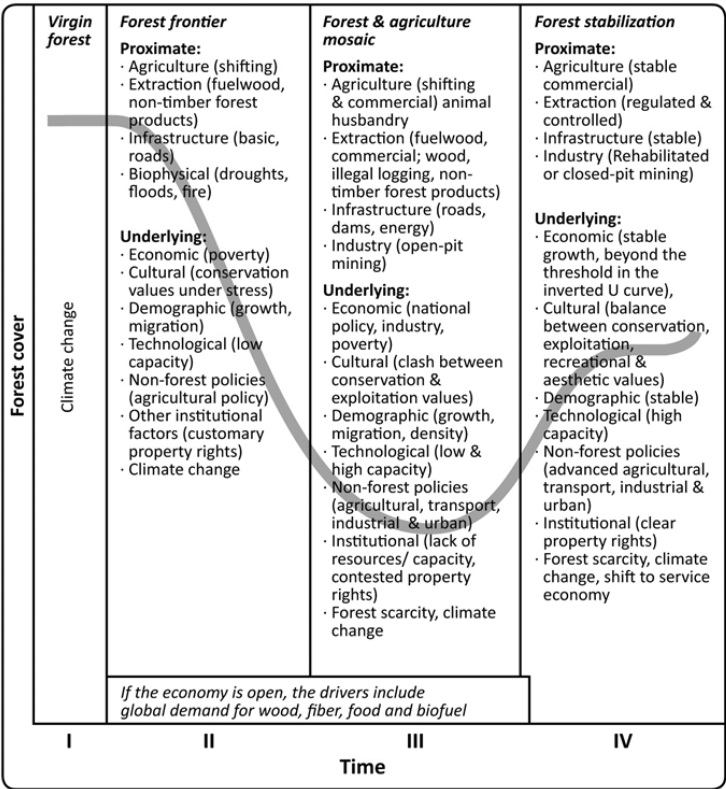 Forest cover
Virgin
forest
Climate change
Forest frontier
Proximate:
· Agriculture (shifting)
· Extraction (fuelwood,
non-timber forest
products)
· Infrastructure (basic,
roads)
· Biophysical (droughts,
floods, fire)
Underlying:
· Economic (poverty)
· Cultural (conservation
values under stress)
· Demographic (growth,
migration)
· Technological (low
capacity)
· Non-forest policies
(agricultural policy)
· Other institutional
factors (customary
property rights)
· Climate change
Forest & agriculture
mosaic
Proximate:
· Agriculture (shifting
& commercial) animal
husbandry
· Extraction (fuelwood,
commercial; wood,
illegal logging, non-
timber forest products)
· Infrastructure (roads,
dams, energy)
· Industry (open-pit
mining)
Underlying:
· Economic (national
policy, industry,
poverty)
· Cultural (clash between
conservation &
exploitation values)
· Demographic (growth,
migration, density)
· Technological (low &
high capacity)
· Non-forest policies
(agricultural, transport,
industrial & urban)
· Institutional (lack of
resources/ capacity,
contested property
rights)
· Forest scarcity, climate
change
Forest stabilization
Proximate:
· Agriculture (stable
commercial)
· Extraction (regulated &
controlled)
· Infrastructure (stable)
· Industry (Rehabilitated
or closed-pit mining)
Underlying:
· Economic (stable
growth, beyond the
threshold in the
inverted U curve),
· Cultural (balance
between conservation,
exploitation,
recreational &
aesthetic values)
· Demographic (stable)
· Technological (high
capacity)
· Non-forest policies
(advanced agricultural,
transport, industrial &
urban)
· Institutional (clear
property rights)
· Forest scarcity, climate
change, shift to service
economy
If the economy is open, the drivers include
global demand for wood, fiber, food and biofuel
I II III IV
Time